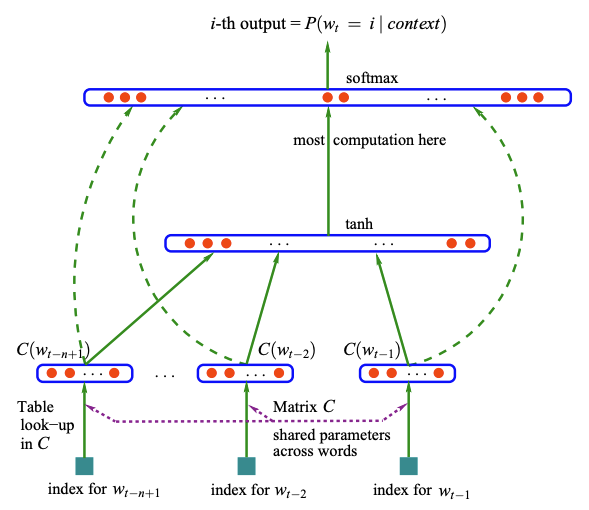 i-th output = P(w_t = i | context)
softmax
. . .
. . .
most computation here
tanh
. . .
. . .
C(w_{t−n+1})
C(w_{t−2})
C(w_{t−1})
. . .
. . .
. . .
. . .
Table
look−up
in C
Matrix C
shared parameters
across words
index for w_{t−n+1}
index for w_{t−2}
index for w_{t−1}